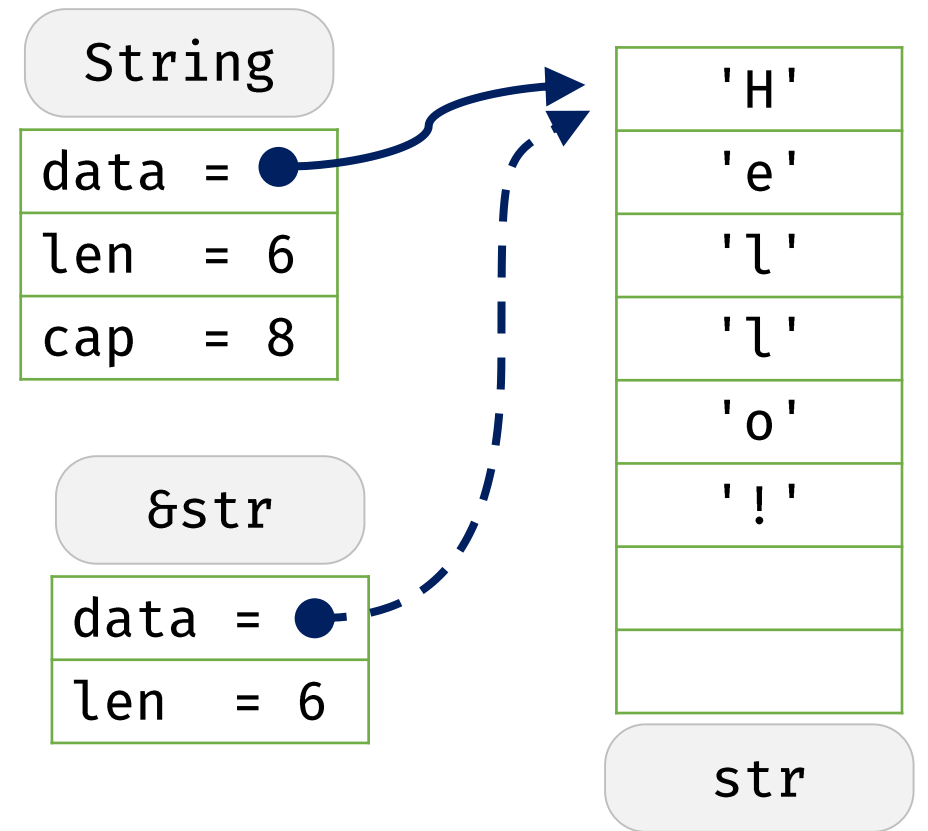 String
data =
len  = 6
cap  = 8
&str
data =
len  = 6
'H'
'e'
'l'
'l'
'o'
'!'
str